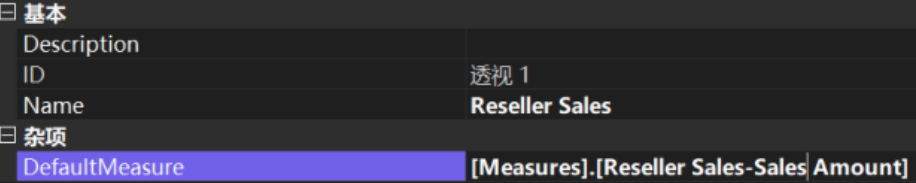 基本
Description
ID 透视 1
Name Reseller Sales
杂项
DefaultMeasure [Measures].[Reseller Sales-Sales Amount]